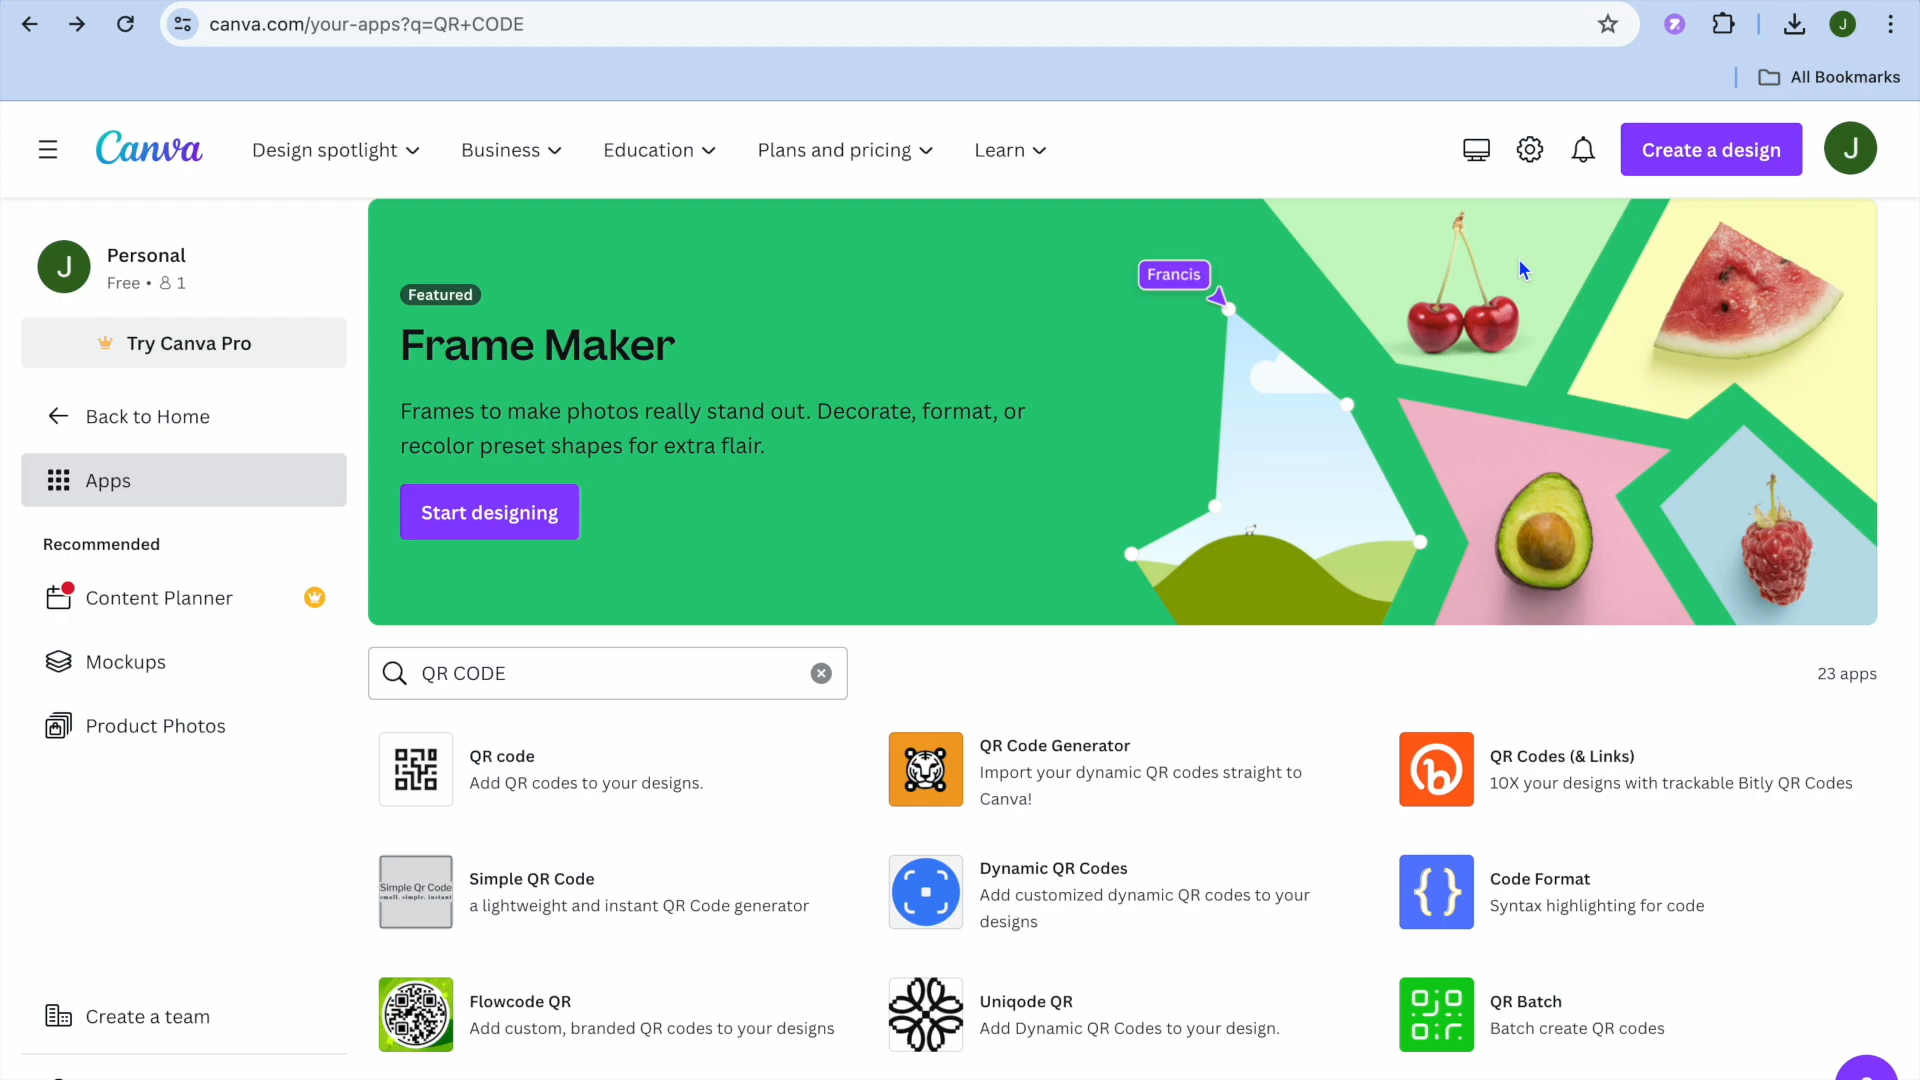 canva.com/your-apps?q=QR+CODE
J
All Bookmarks
Canva
Design spotlight
Business
Education
Plans and pricing
Learn
Create a design
J
J
Personal
Free • 1
Try Canva Pro
Back to Home
Apps
Recommended
Content Planner
Mockups
Product Photos
Create a team
Featured
Frame Maker
Frames to make photos really stand out. Decorate, format, or
recolor preset shapes for extra flair.
Start designing
Francis
QR CODE
23 apps
QR code
Add QR codes to your designs.
QR Code Generator
Import your dynamic QR codes straight to
Canva!
QR Codes (& Links)
10X your designs with trackable Bitly QR Codes
Simple Qr Code
small. simple. instant
Simple QR Code
a lightweight and instant QR Code generator
Dynamic QR Codes
Add customized dynamic QR codes to your
designs
Code Format
Syntax highlighting for code
Flowcode QR
Add custom, branded QR codes to your designs
Uniqode QR
Add Dynamic QR Codes to your design.
QR Batch
Batch create QR codes